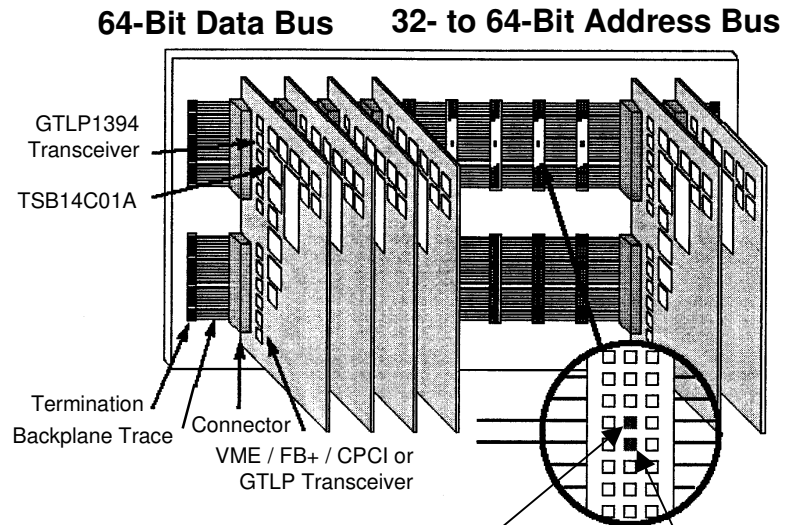 64-Bit Data Bus 32- to 64-Bit Address Bus
GTLP1394
Transceiver
TSB14C01A
Termination
Backplane Trace
Connector
VME / FB+ / CPCI or
GTLP Transceiver